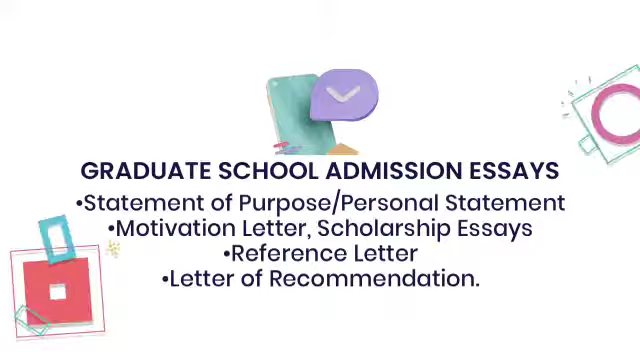 GRADUATE SCHOOL ADMISSION ESSAYS
•Statement of Purpose/Personal Statement
•Motivation Letter, Scholarship Essays
•Reference Letter
•Letter of Recommendation.